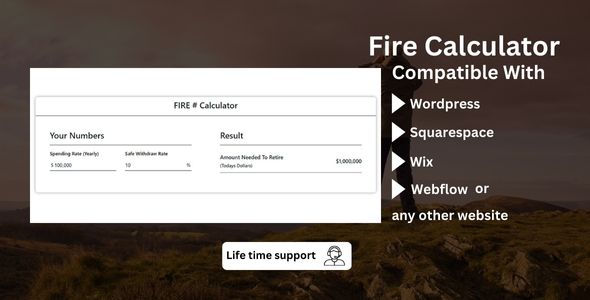 Fire Calculator
Compatible With
Wordpress
Squarespace
Wix
Webflow or
any other website
FIRE # Calculator
Your Numbers
Spending Rate (Yearly)
Safe Withdraw Rate
$ 100,000
10
%
Result
Amount Needed To Retire
(Todays Dollars)
$1,000,000
Life time support